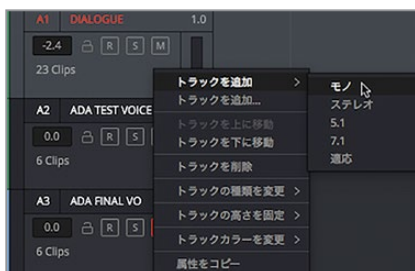 A1 DIALOGUE 1.0
-2.4 R S M
23 Clips
トラックを追加 >
トラックを追加...
トラックを上に移動
トラックを下に移動
トラックを削除
トラックの種類を変更 >
トラックの高さを固定 >
トラックカラーを変更 >
属性をコピー
モノ
ステレオ
5.1
7.1
適応
A2 ADA TEST VOICE
0.0 R S
6 Clips
A3 ADA FINAL VO
0.0 R S
6 Clips